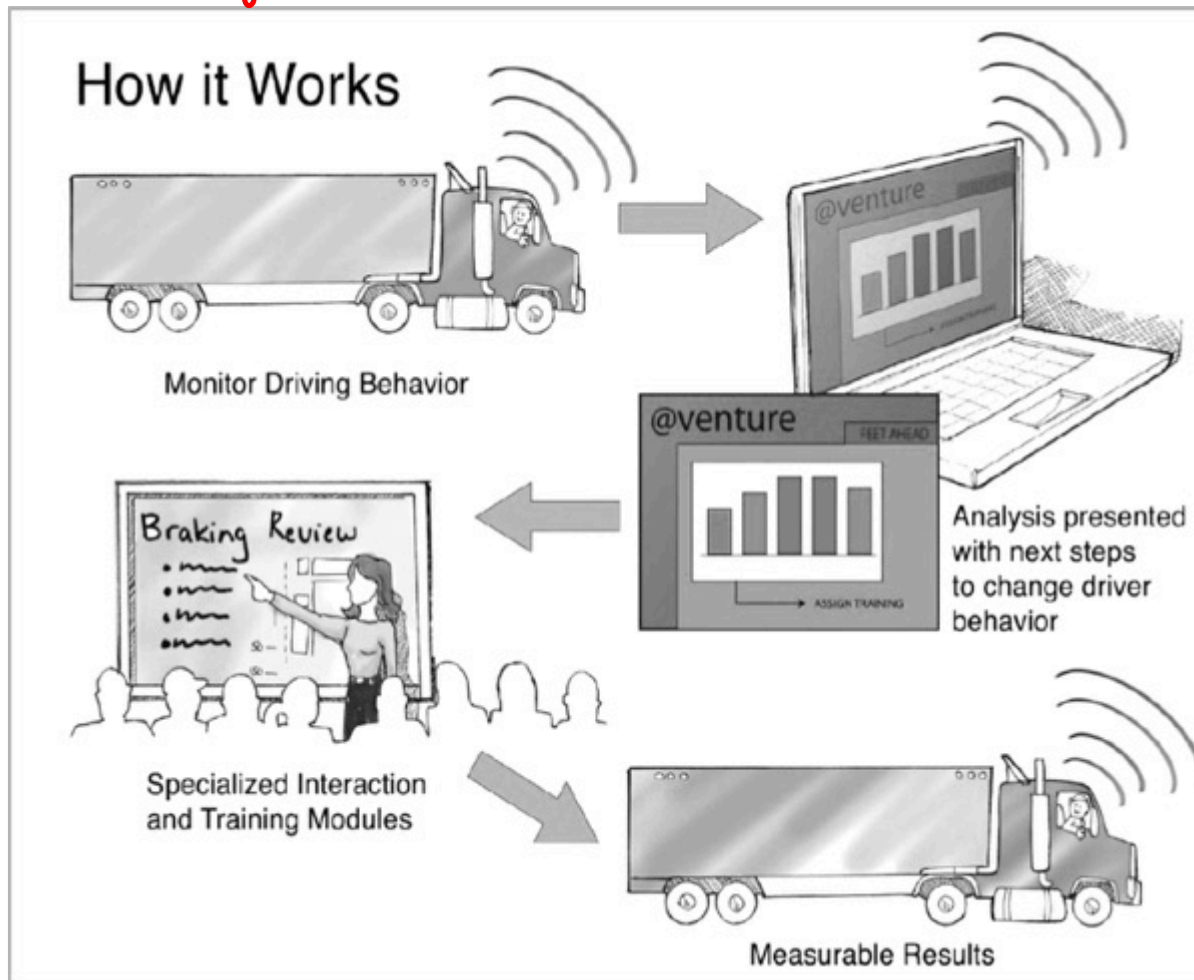 How it Works
Monitor Driving Behavior
@venture
@venture
FEET AHEAD
ASSIGN TRAINING
Analysis presented
with next steps
to change driver
behavior
Braking Review
Specialized Interaction
and Training Modules
Measurable Results